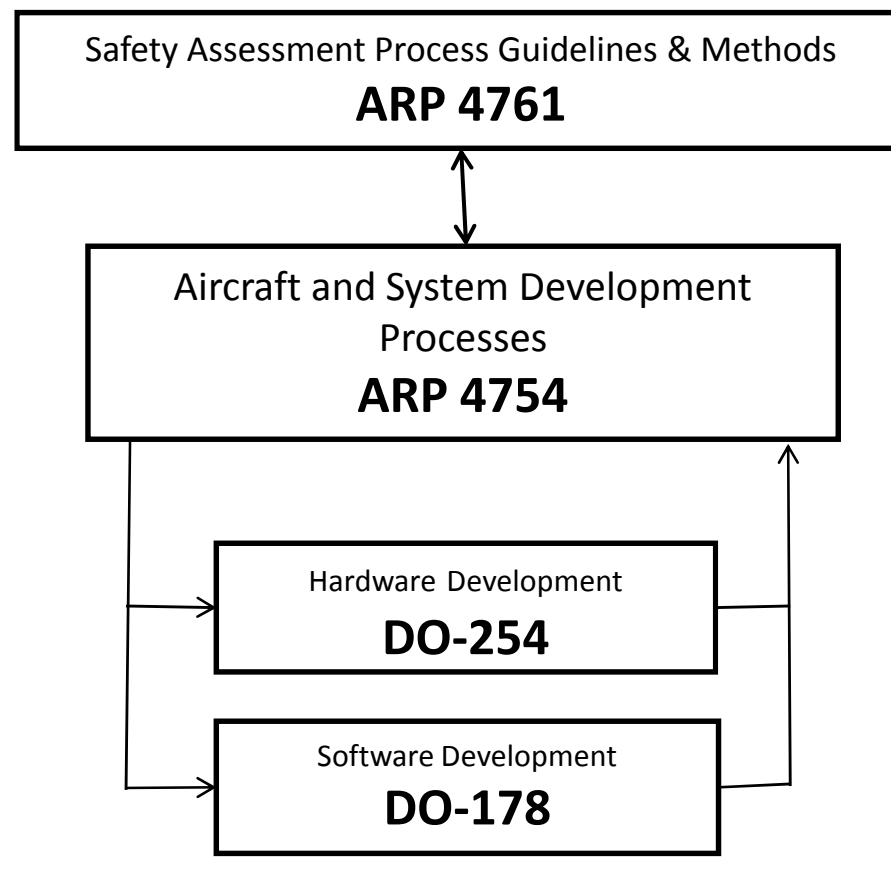 Safety Assessment Process Guidelines & Methods
ARP 4761
Aircraft and System Development
Processes
ARP 4754
Hardware Development
DO-254
Software Development
DO-178